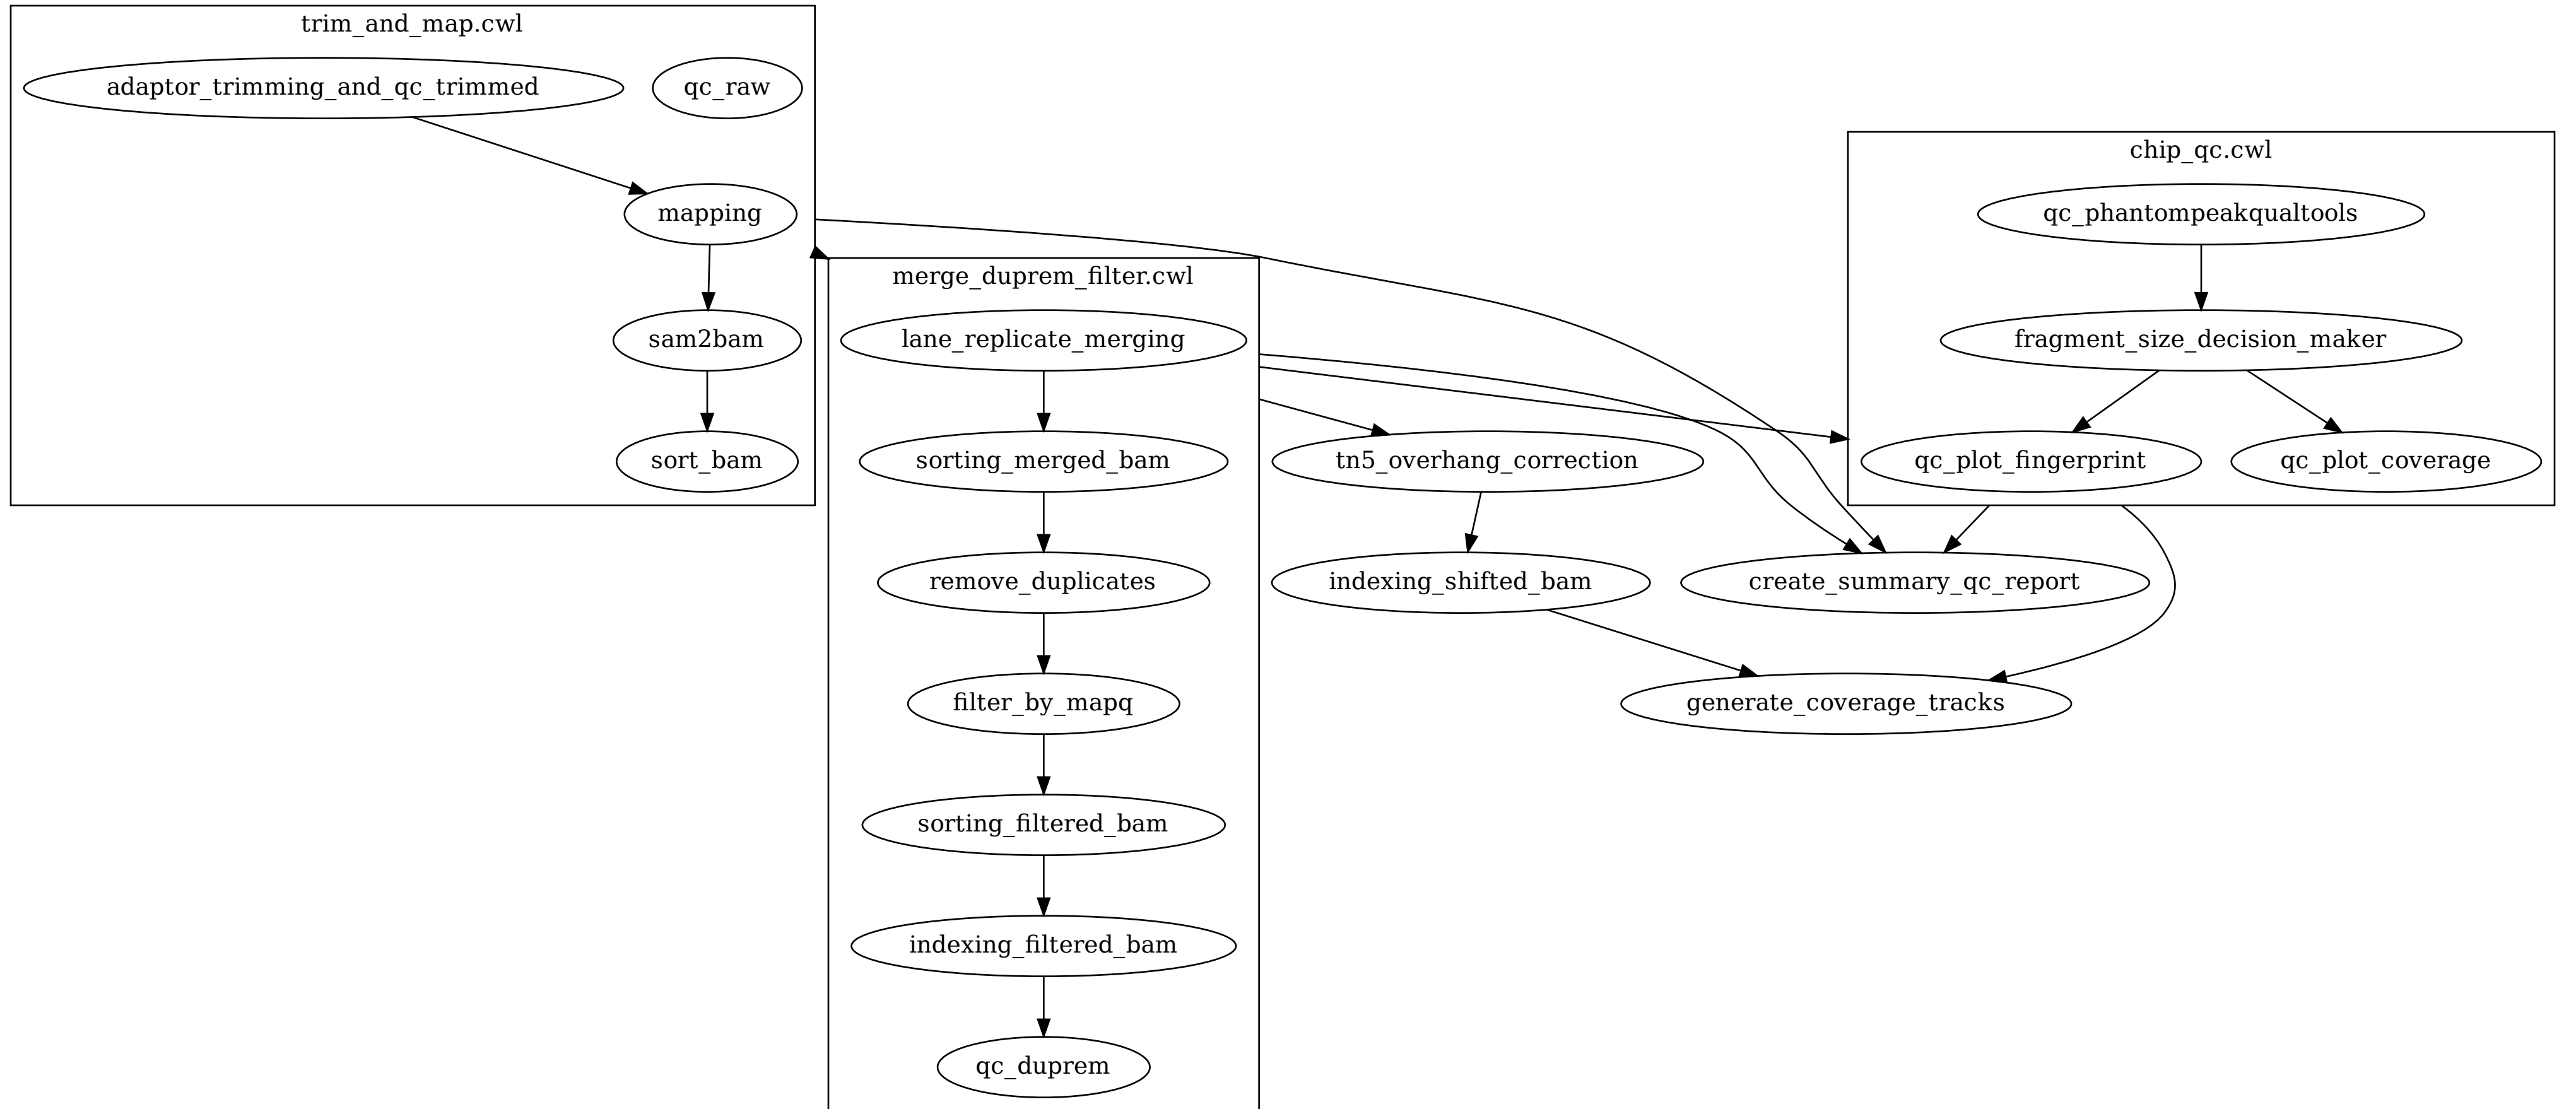 trim_and_map.cwl
adaptor_trimming_and_qc_trimmed
qc_raw
mapping
sam2bam
sort_bam
merge_duprem_filter.cwl
lane_replicate_merging
sorting_merged_bam
remove_duplicates
filter_by_mapq
sorting_filtered_bam
indexing_filtered_bam
qc_duprem
tn5_overhang_correction
indexing_shifted_bam
chip_qc.cwl
qc_phantompeakqualtools
fragment_size_decision_maker
qc_plot_fingerprint
qc_plot_coverage
create_summary_qc_report
generate_coverage_tracks